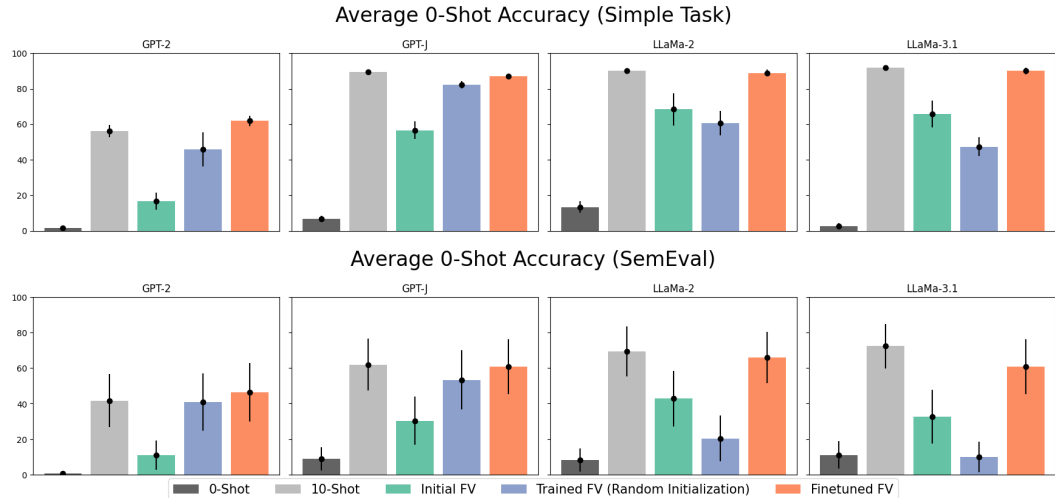 Average 0-Shot Accuracy (Simple Task)
GPT-2 GPT-J LLaMa-2 LLaMa-3.1
100
80
60
40
20
0
Average 0-Shot Accuracy (SemEval)
GPT-2 GPT-J LLaMa-2 LLaMa-3.1
100
80
60
40
20
0
0-Shot 10-Shot Initial FV Trained FV (Random Initialization) Finetuned FV